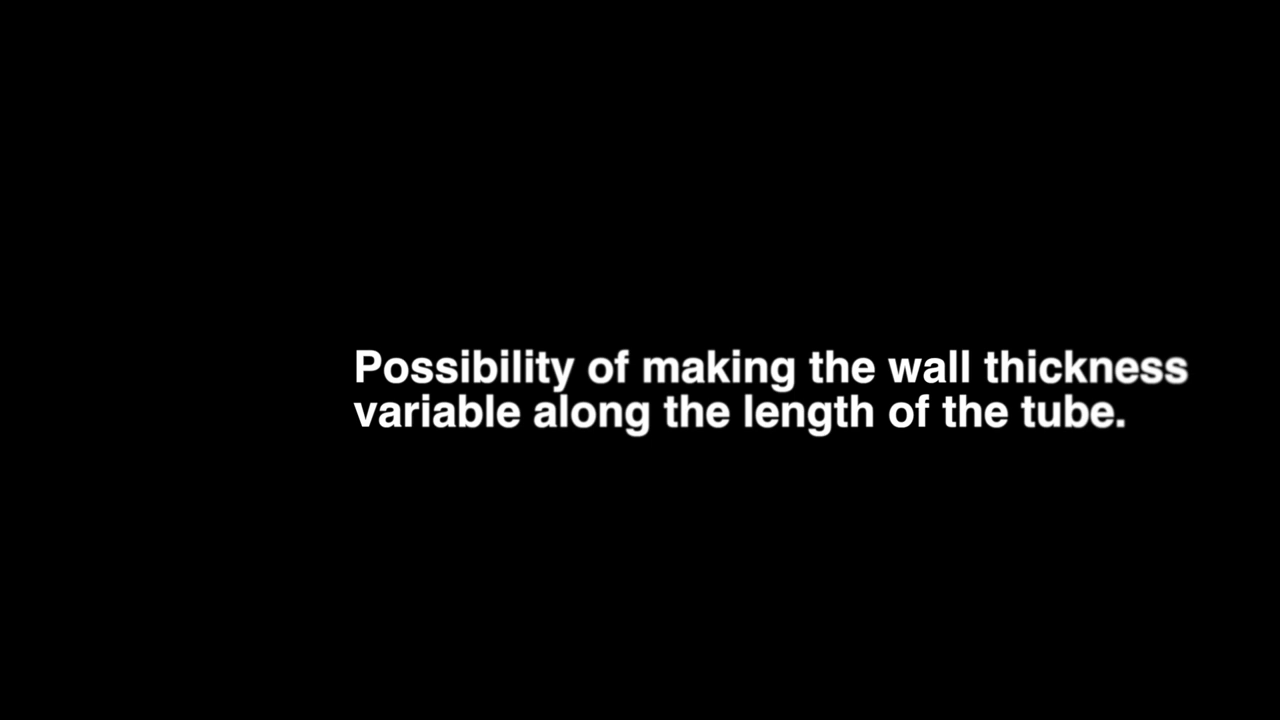 Possibility of making the wall thickness
variable along the length of the tube.